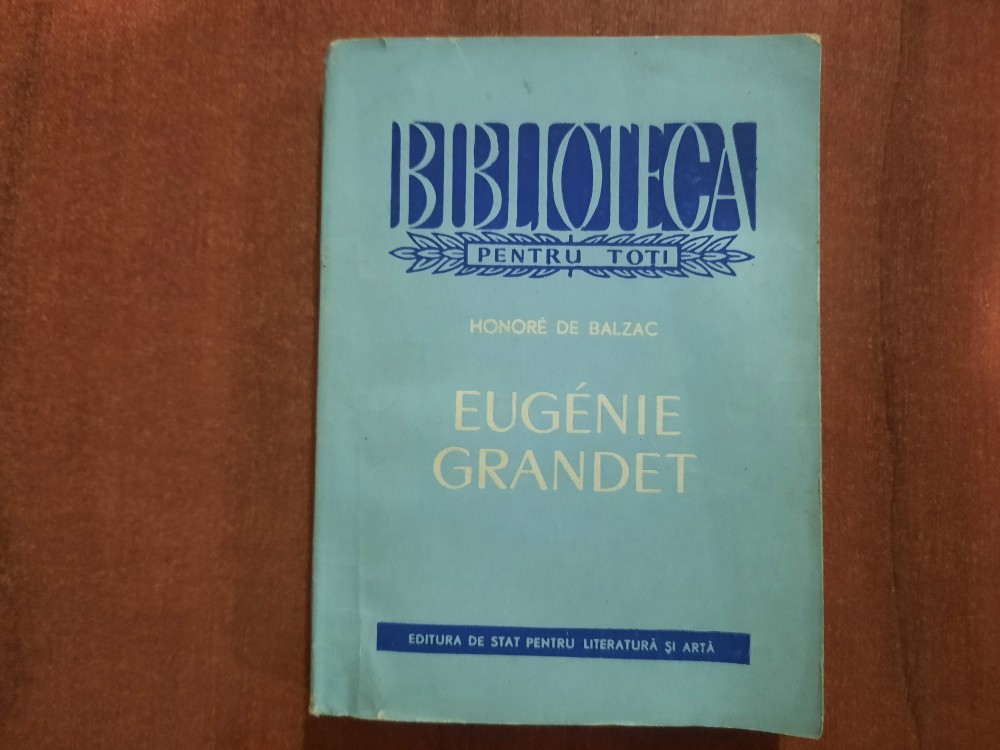 BIBLIOTECA
PENTRU TOȚI
HONORÉ DE BALZAC
EUGÉNIE
GRANDET
EDITURA DE STAT PENTRU LITERATURĂ ȘI ARTĂ